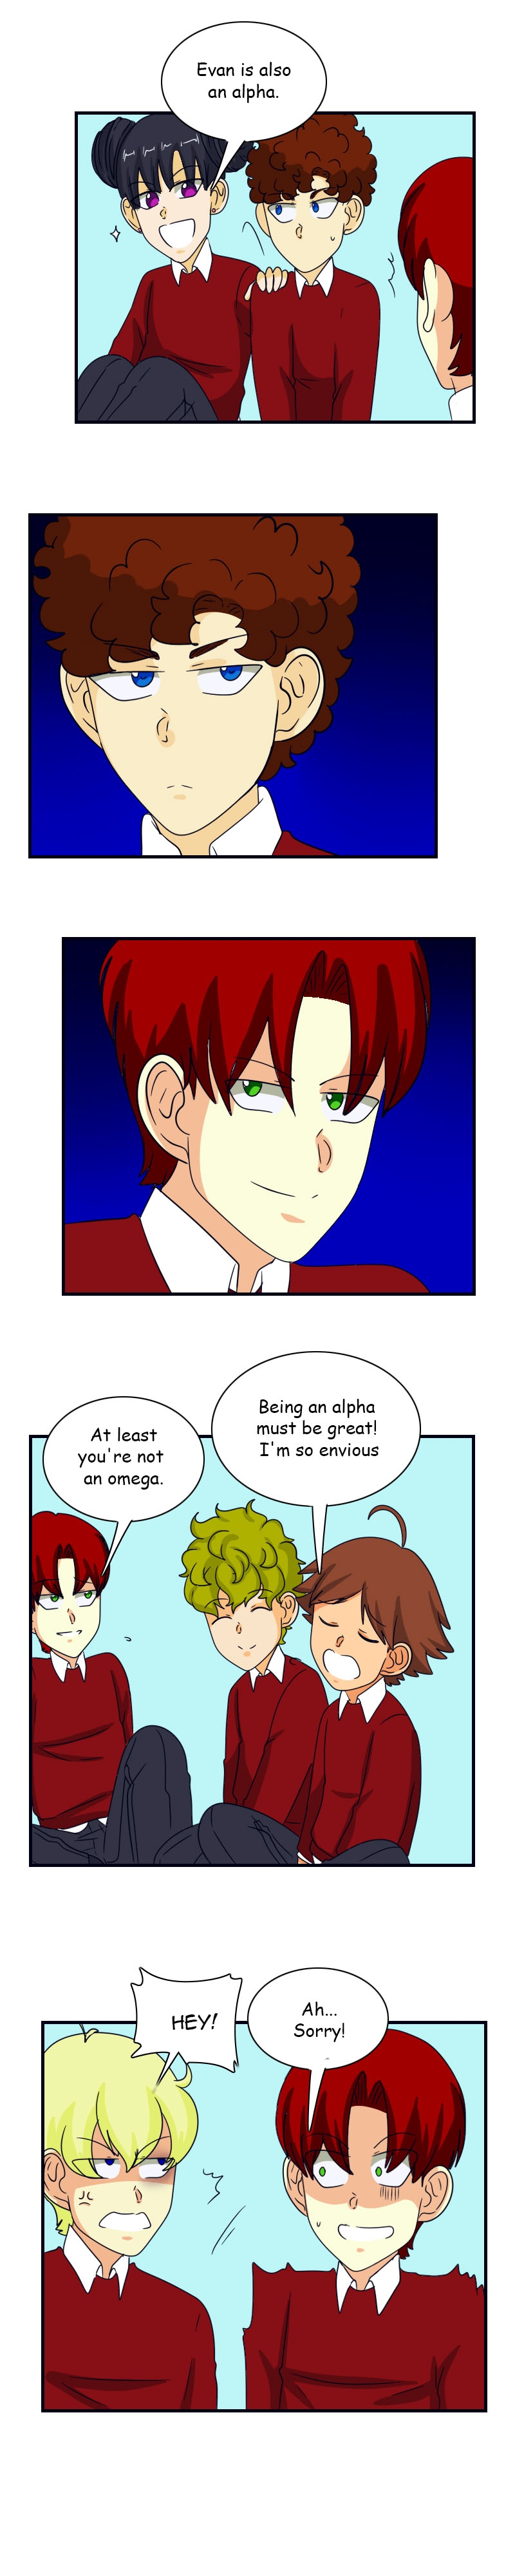 Evan is also
an alpha.
At least
you're not
an omega.
Being an alpha
must be great!
I'm so envious
HEY!
Ah...
Sorry!